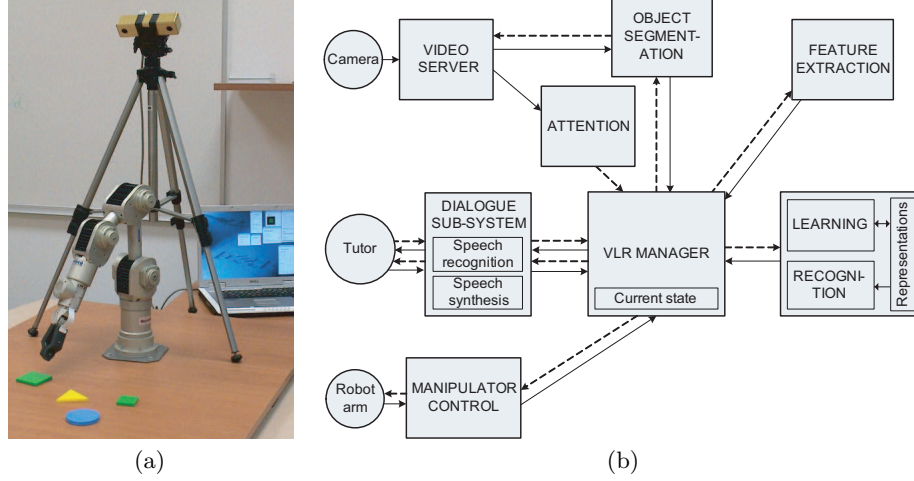 Camera
VIDEO
SERVER
OBJECT
SEGMENT-
ATION
FEATURE
EXTRACTION
ATTENTION
Tutor
DIALOGUE
SUB-SYSTEM
Speech
recognition
Speech
synthesis
VLR MANAGER
Current state
LEARNING
RECOGNI-
TION
Representations
Robot
arm
MANIPULATOR
CONTROL
(a)
(b)